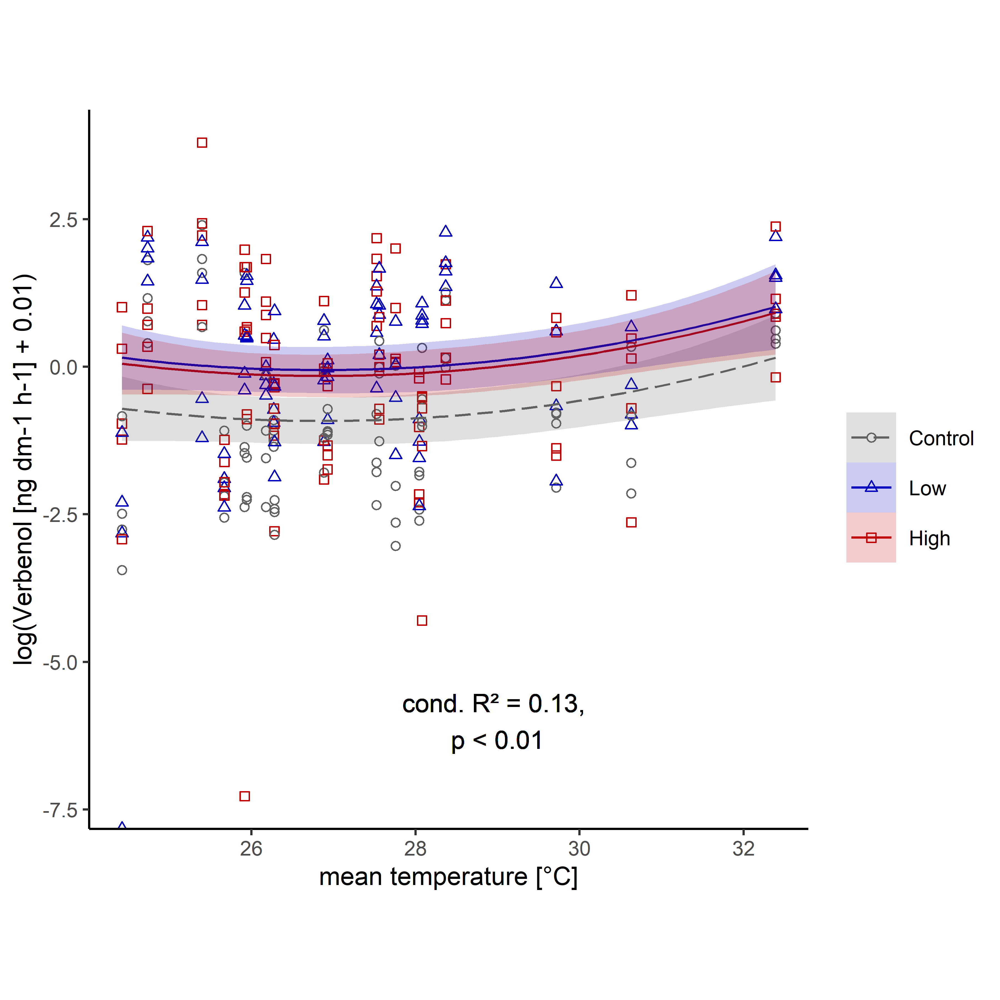 log(Verbenol [ng dm-1 h-1] + 0.01)
2.5
0.0
-2.5
-5.0
-7.5
cond. R² = 0.13,
p < 0.01
26 28 30 32
mean temperature [°C]
Control
Low
High